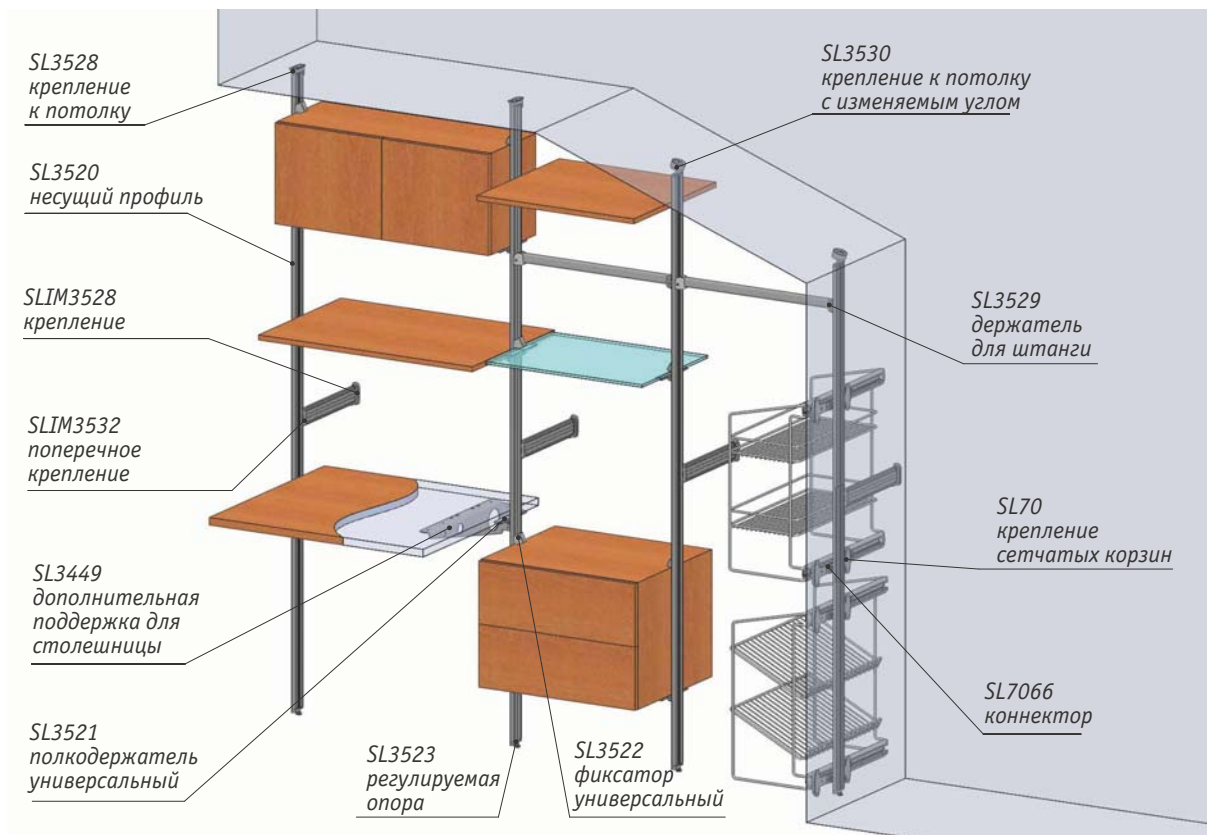 SL3528
крепление
к потолку
SL3530
крепление к потолку
с изменяемым углом
SL3520
несущий профиль
SLIM3528
крепление
SL3529
держатель
для штанги
SLIM3532
поперечное
крепление
SL70
крепление
сетчатых корзин
SL3449
дополнительная
поддержка для
столешницы
SL7066
коннектор
SL3521
полкодержатель
универсальный
SL3523
регулируемая
опора
SL3522
фиксатор
универсальный